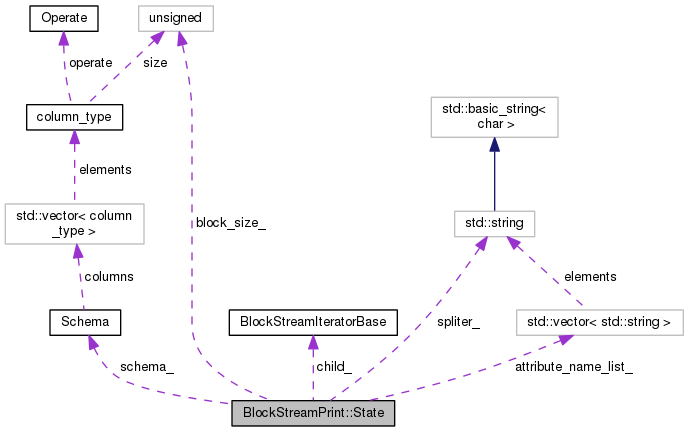 Operate
unsigned
operate
size
column_type
std::basic_string<
char >
elements
std::vector< column
_type >
block_size_
std::string
columns
elements
Schema
BlockStreamIteratorBase
spliter_
std::vector< std::string >
schema_
child_
attribute_name_list_
BlockStreamPrint::State